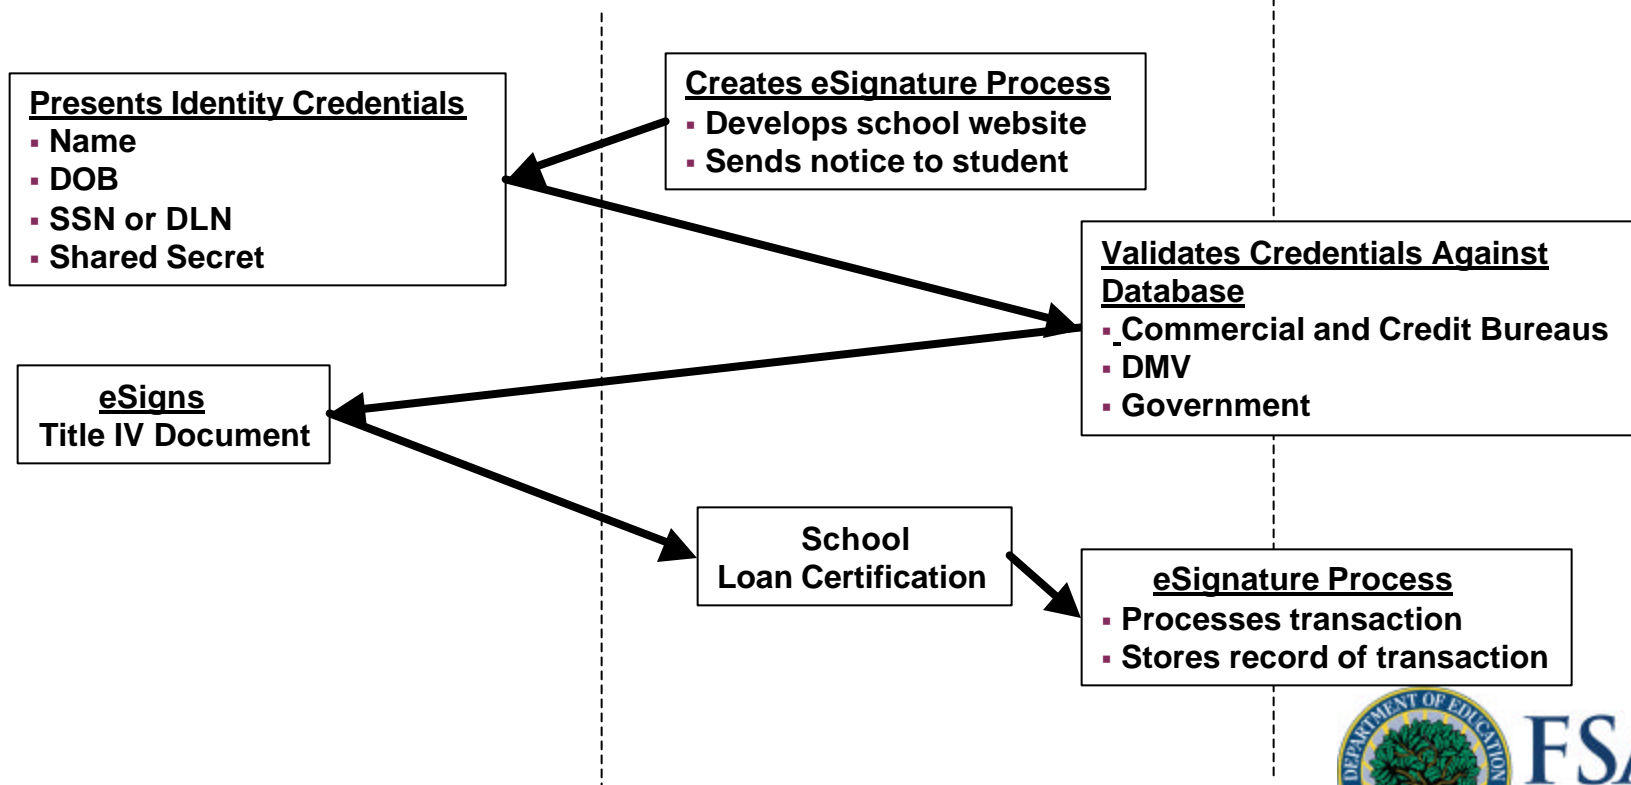 Presents Identity Credentials
▪ Name
▪ DOB
▪ SSN or DLN
▪ Shared Secret
Creates eSignature Process
▪ Develops school website
▪ Sends notice to student
Validates Credentials Against
Database
▪ Commercial and Credit Bureaus
▪ DMV
▪ Government
eSigns
Title IV Document
School
Loan Certification
eSignature Process
▪ Processes transaction
▪ Stores record of transaction
DEPARTMENT OF EDUCATION
FSA